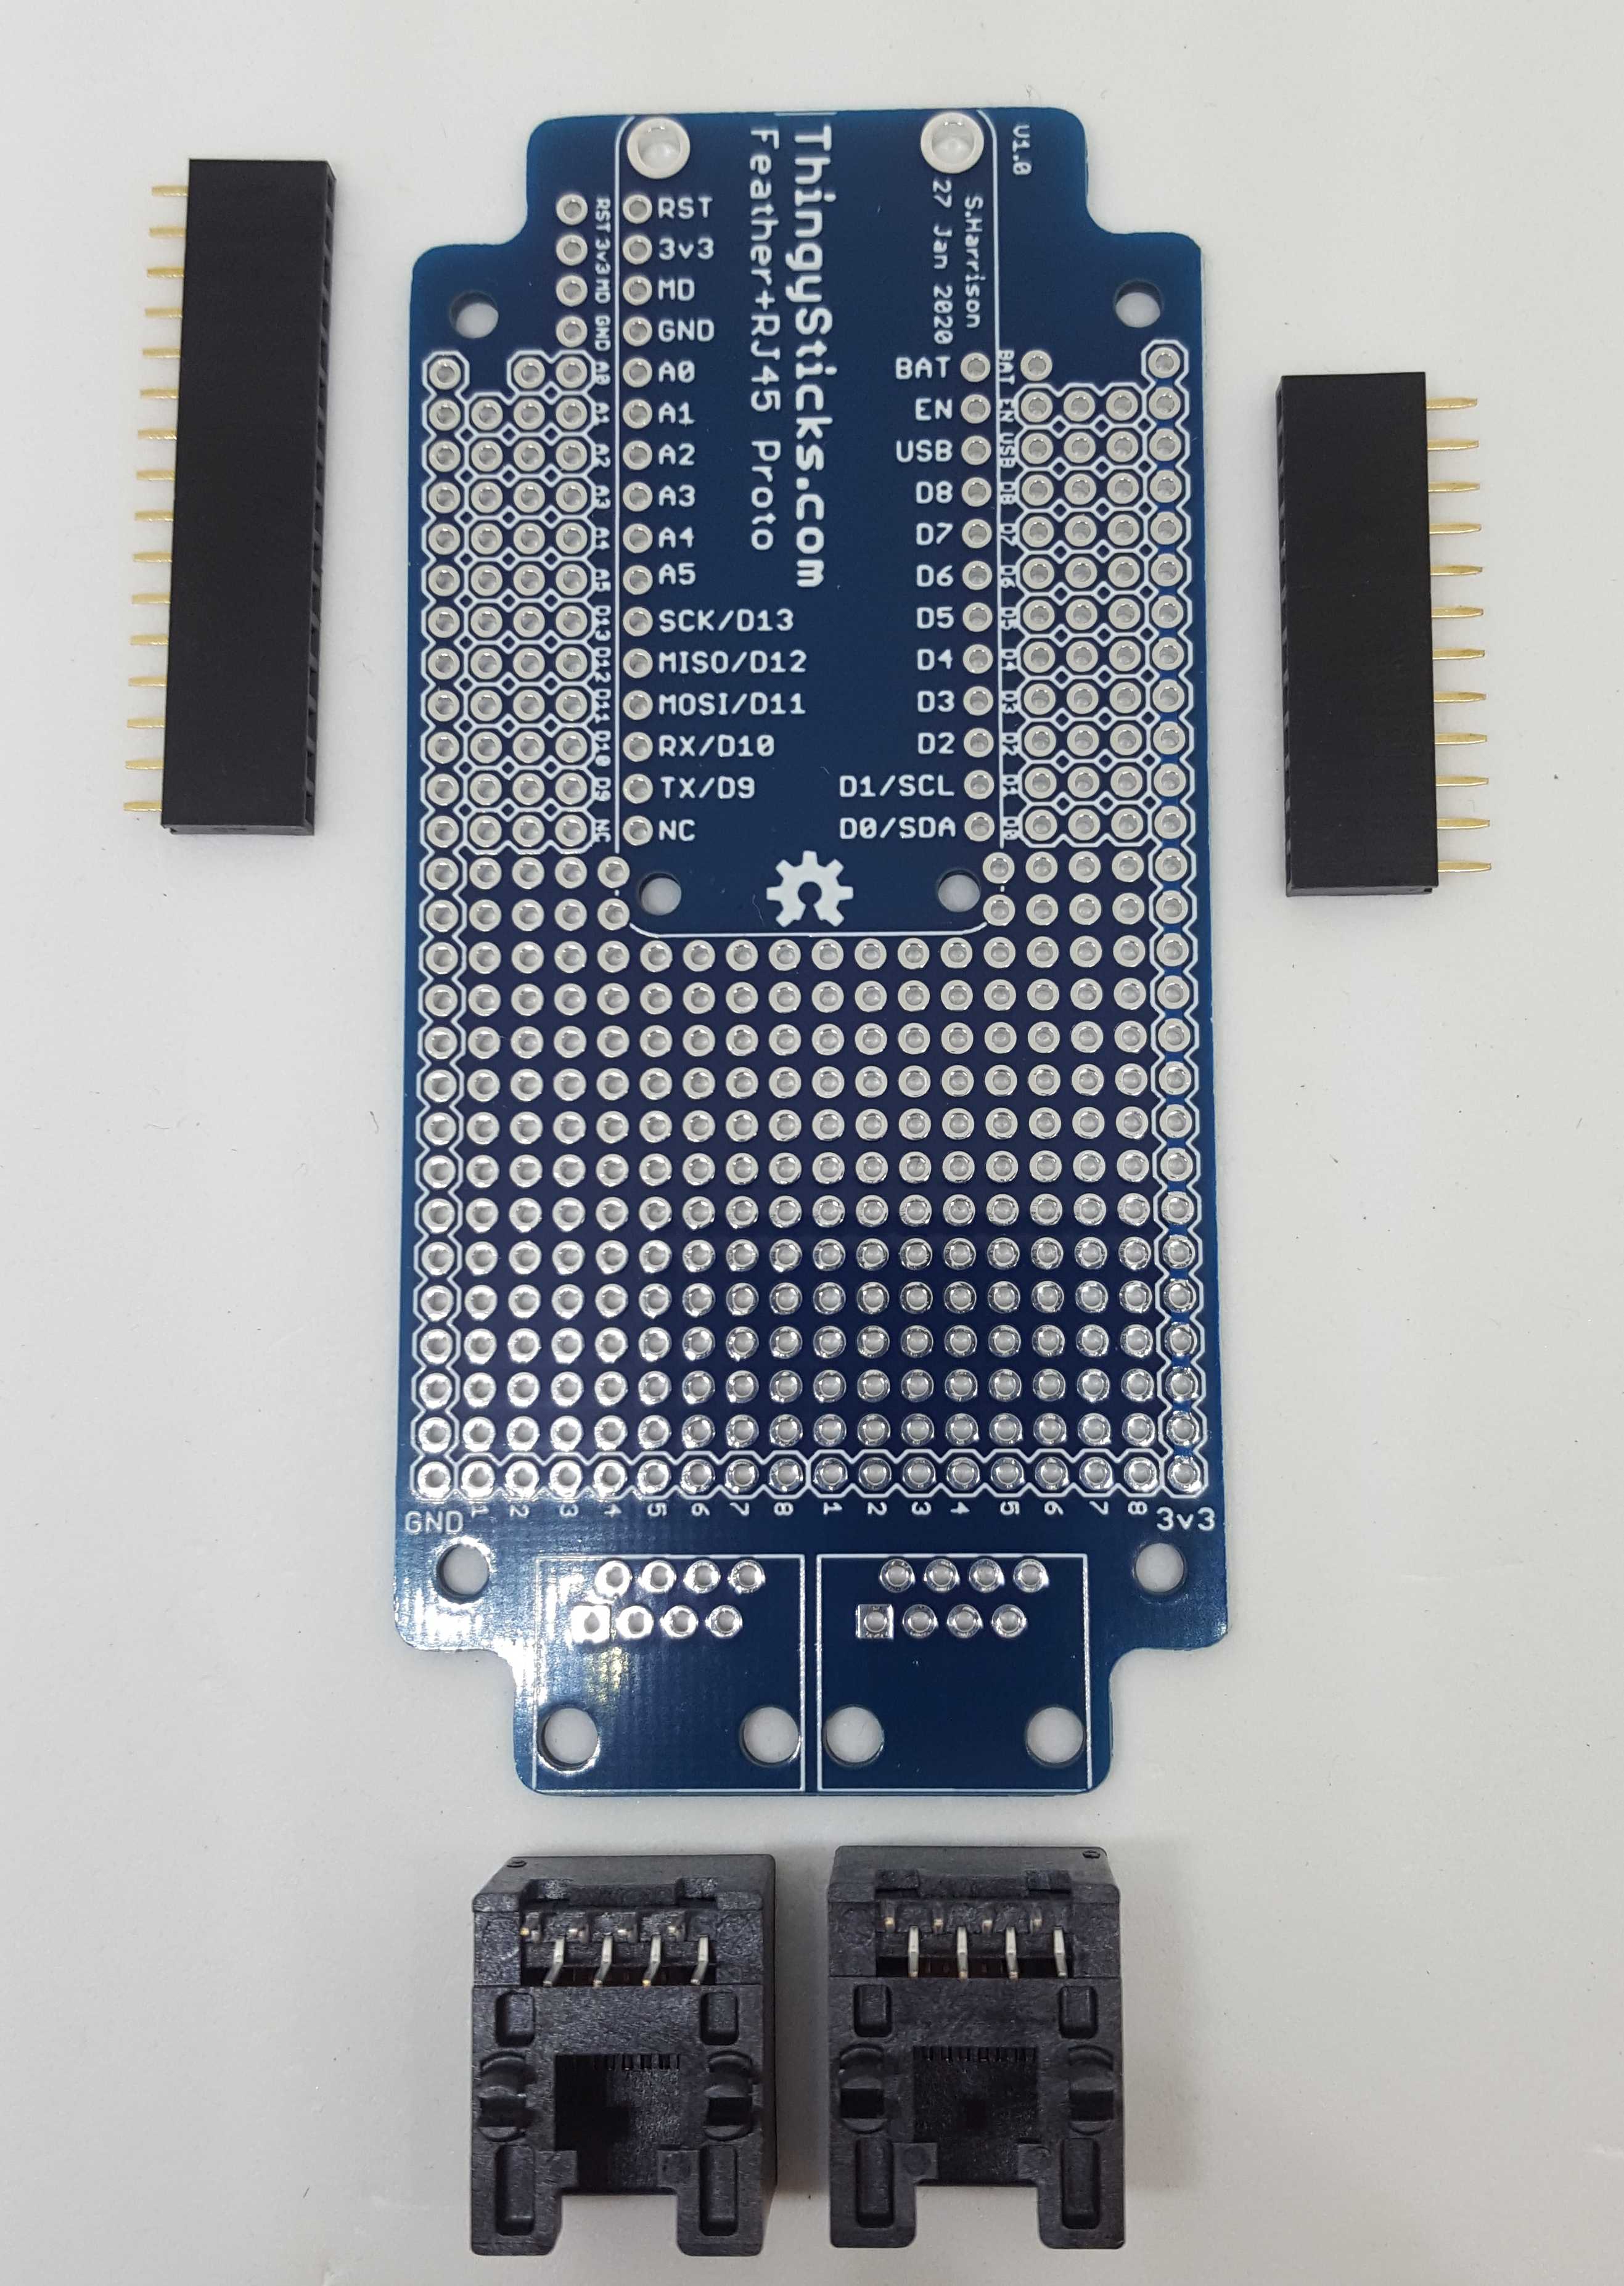 V1.0
ThingySticks.com
Feather+RJ45 Proto
S.Harrison
27 Jan 2020
RST
3v3
MD
GND
A0
A1
A2
A3
A4
A5
SCK/D13
MISO/D12
MOSI/D11
RX/D10
TX/D9
NC
BAT
EN
USB
D8
D7
D6
D5
D4
D3
D2
D1/SCL
D0/SDA
RST
3v3
MD
GND
A0
A1
A2
A3
A4
A5
D13
D12
D11
D10
D9
NC
BAT
EN
USB
D8
D7
D6
D5
D4
D3
D2
D1
D0
GND 1 2 3 4 5 6 7 8 1 2 3 4 5 6 7 8 3v3